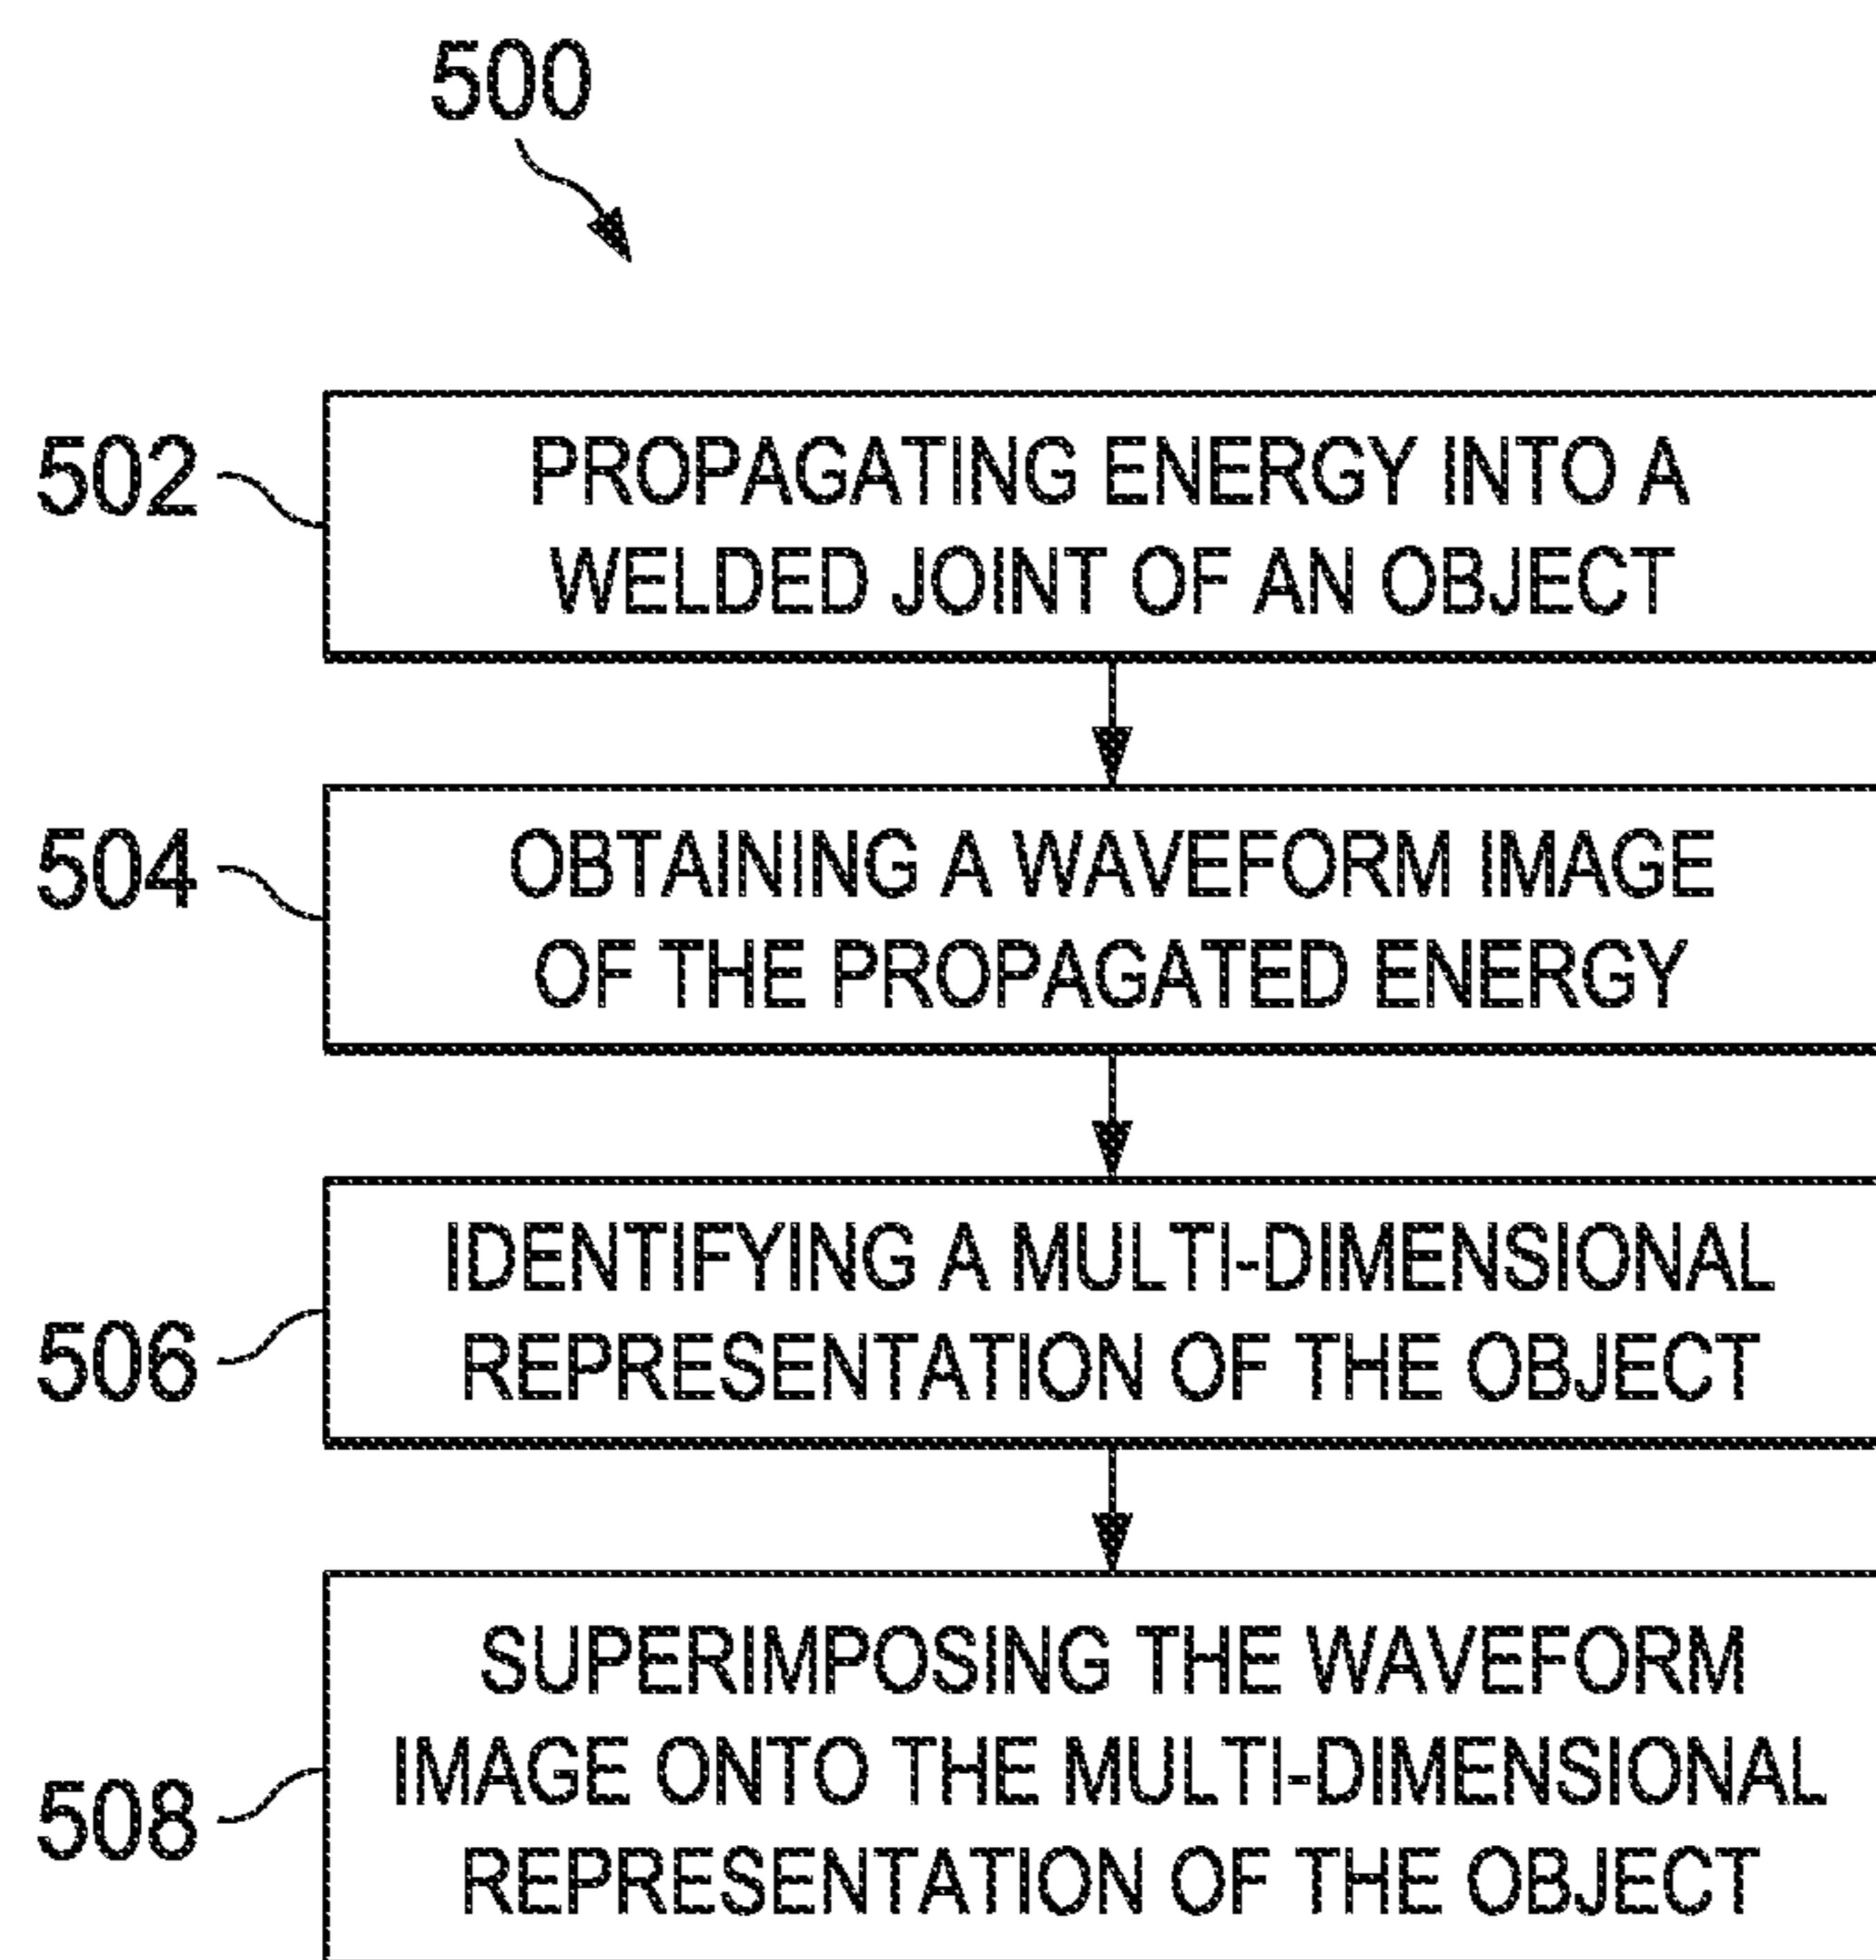 500
502
PROPAGATING ENERGY INTO A
WELDED JOINT OF AN OBJECT
504
OBTAINING A WAVEFORM IMAGE
OF THE PROPAGATED ENERGY
506
IDENTIFYING A MULTI-DIMENSIONAL
REPRESENTATION OF THE OBJECT
508
SUPERIMPOSING THE WAVEFORM
IMAGE ONTO THE MULTI-DIMENSIONAL
REPRESENTATION OF THE OBJECT